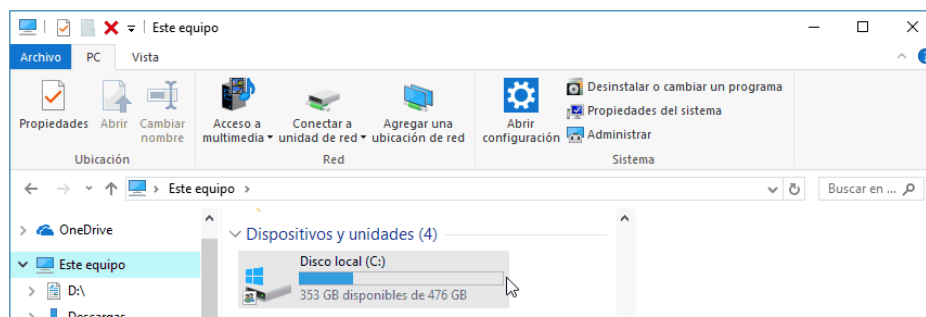 Este equipo
Archivo PC Vista
Propiedades Abrir Cambiar nombre
Ubicación
Acceso a multimedia Conectar a unidad de red Agregar una ubicación de red
Red
Abrir configuración
Desinstalar o cambiar un programa
Propiedades del sistema
Administrar
Sistema
Este equipo
Buscar en ...
OneDrive
Este equipo
D:\
Descargas
Dispositivos y unidades (4)
Disco local (C:)
353 GB disponibles de 476 GB